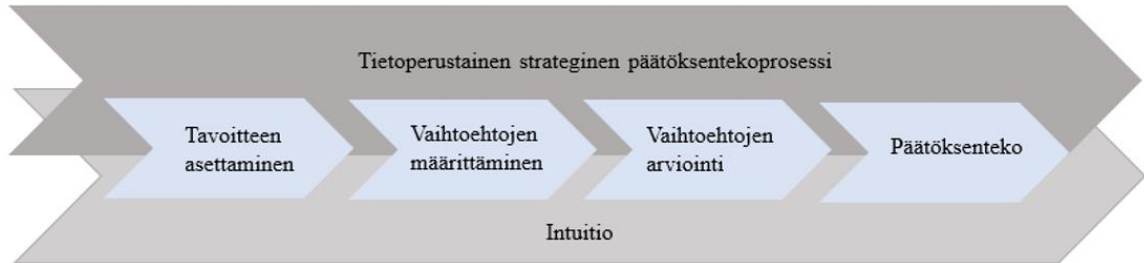 Tietoperustainen strateginen päätöksentekoprosessi
Tavoitteen
asettaminen
Vaihtoehtojen
määrittäminen
Vaihtoehtojen
arviointi
Päätöksenteko
Intuitio